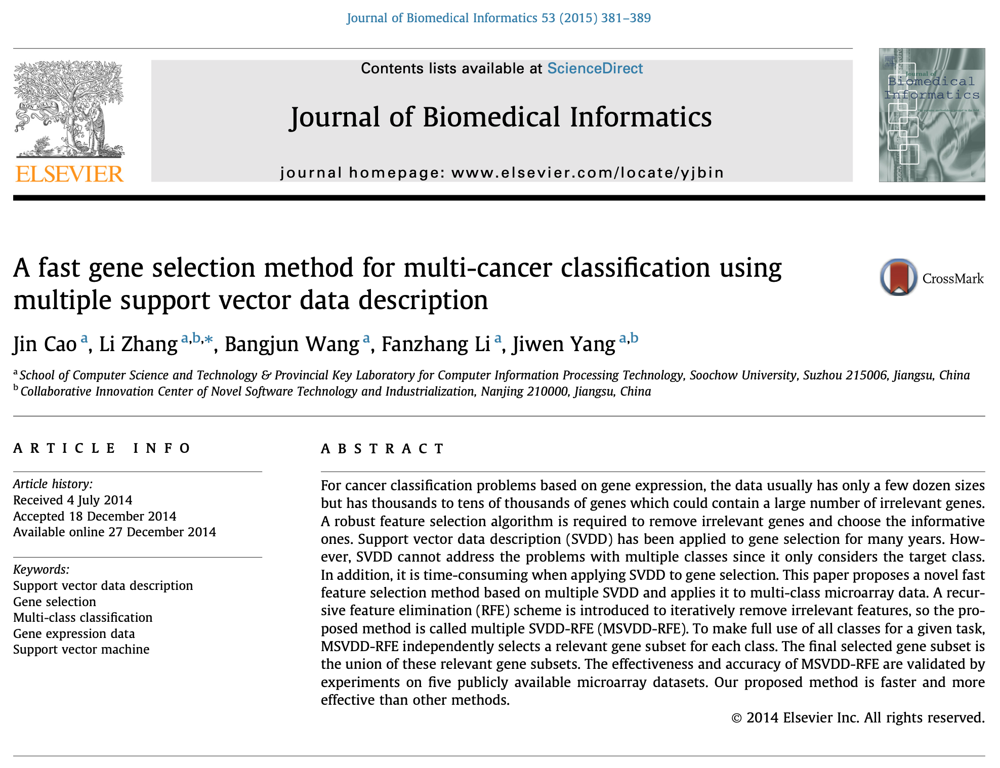 Journal of Biomedical Informatics 53 (2015) 381–389
Contents lists available at ScienceDirect
Journal of Biomedical Informatics
journal homepage: www.elsevier.com/locate/yjbin
NON SOLUS
ELSEVIER
Journal of
Biomedical
Informatics
A fast gene selection method for multi-cancer classification using
multiple support vector data description
CrossMark
Jin Cao a, Li Zhang a,b,*, Bangjun Wang a, Fanzhang Li a, Jiwen Yang a,b
a School of Computer Science and Technology & Provincial Key Laboratory for Computer Information Processing Technology, Soochow University, Suzhou 215006, Jiangsu, China
b Collaborative Innovation Center of Novel Software Technology and Industrialization, Nanjing 210000, Jiangsu, China
ARTICLE INFO
Article history:
Received 4 July 2014
Accepted 18 December 2014
Available online 27 December 2014
Keywords:
Support vector data description
Gene selection
Multi-class classification
Gene expression data
Support vector machine
ABSTRACT
For cancer classification problems based on gene expression, the data usually has only a few dozen sizes
but has thousands to tens of thousands of genes which could contain a large number of irrelevant genes.
A robust feature selection algorithm is required to remove irrelevant genes and choose the informative
ones. Support vector data description (SVDD) has been applied to gene selection for many years. How-
ever, SVDD cannot address the problems with multiple classes since it only considers the target class.
In addition, it is time-consuming when applying SVDD to gene selection. This paper proposes a novel fast
feature selection method based on multiple SVDD and applies it to multi-class microarray data. A recur-
sive feature elimination (RFE) scheme is introduced to iteratively remove irrelevant features, so the pro-
posed method is called multiple SVDD-RFE (MSVDD-RFE). To make full use of all classes for a given task,
MSVDD-RFE independently selects a relevant gene subset for each class. The final selected gene subset is
the union of these relevant gene subsets. The effectiveness and accuracy of MSVDD-RFE are validated by
experiments on five publicly available microarray datasets. Our proposed method is faster and more
effective than other methods.
© 2014 Elsevier Inc. All rights reserved.